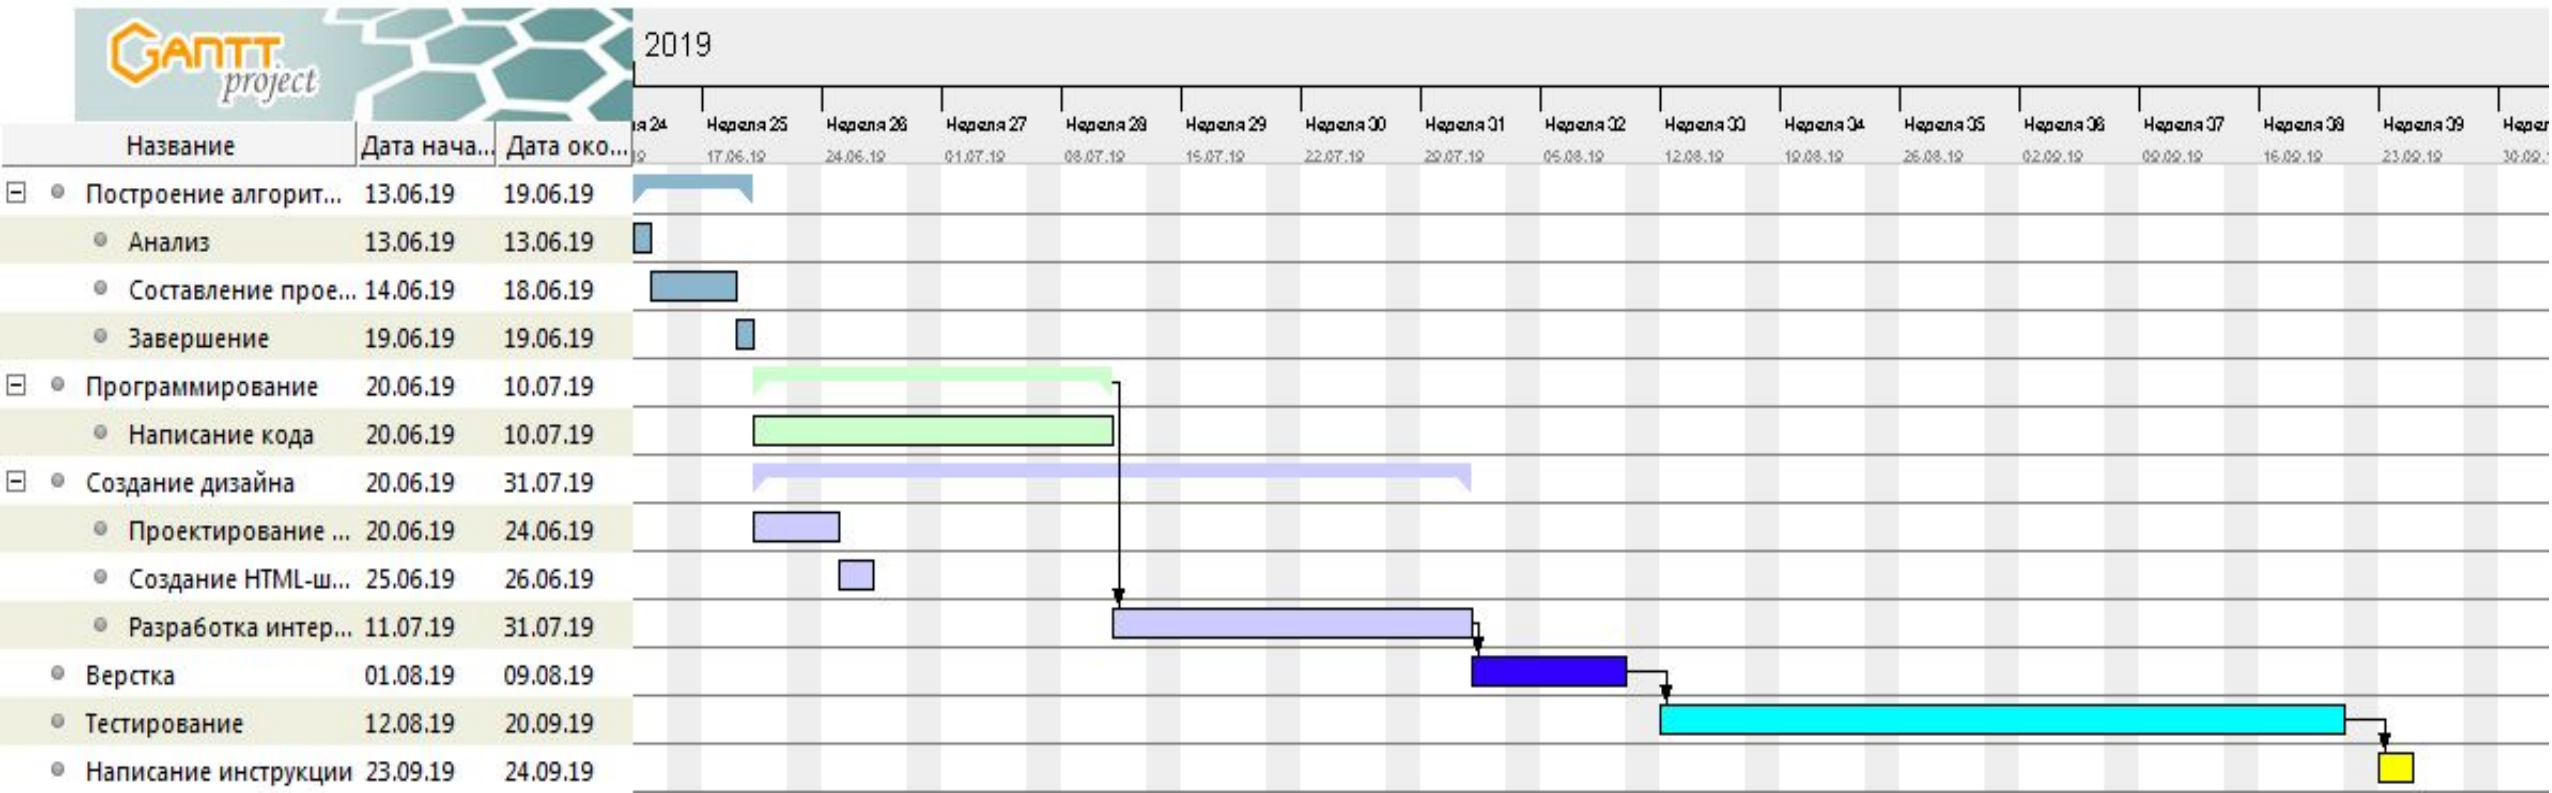 GANTT
project
2019
я 24 Неделя 25 Неделя 26 Неделя 27 Неделя 28 Неделя 29 Неделя 30 Неделя 31 Неделя 32 Неделя 33 Неделя 34 Неделя 35 Неделя 36 Неделя 37 Неделя 38 Неделя 39 Недел
19 17.06.19 24.06.19 01.07.19 08.07.19 15.07.19 22.07.19 29.07.19 05.08.19 12.08.19 19.08.19 26.08.19 02.09.19 09.09.19 16.09.19 23.09.19 30.09.
Название Дата нача... Дата око...
Построение алгорит... 13.06.19 19.06.19
Анализ 13.06.19 13.06.19
Составление прое... 14.06.19 18.06.19
Завершение 19.06.19 19.06.19
Программирование 20.06.19 10.07.19
Написание кода 20.06.19 10.07.19
Создание дизайна 20.06.19 31.07.19
Проектирование ... 20.06.19 24.06.19
Создание HTML-ш... 25.06.19 26.06.19
Разработка интер... 11.07.19 31.07.19
Верстка 01.08.19 09.08.19
Тестирование 12.08.19 20.09.19
Написание инструкции 23.09.19 24.09.19